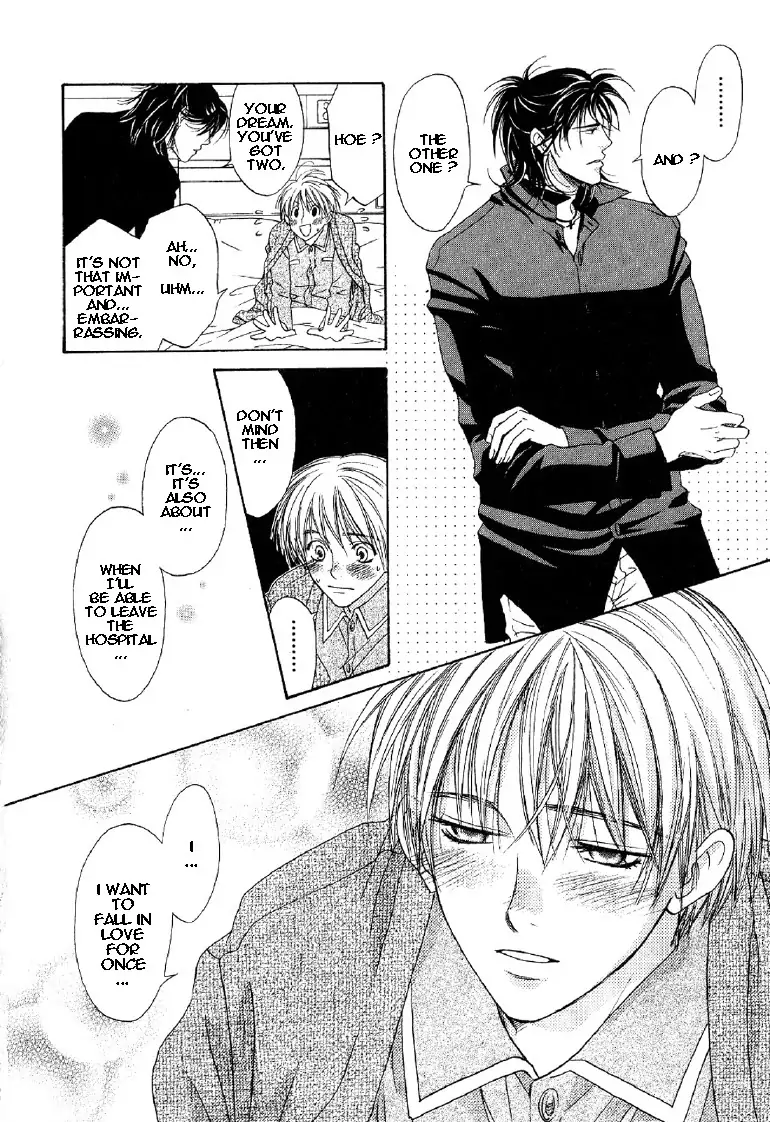 ........
AND ?
THE
OTHER
ONE ?
HOE ?
YOUR
DREAM.
YOU'VE
GOT
TWO.
AH...
NO,
UHM...
IT'S NOT
THAT IM-
PORTANT
AND...
EMBAR-
RASSING.
DON'T
MIND
THEN
...
........
IT'S...
IT'S
ALSO
ABOUT
...
WHEN
I'LL
BE ABLE
TO LEAVE
THE
HOSPITAL
...
I
...
I WANT
TO
FALL IN
LOVE
FOR
ONCE
...